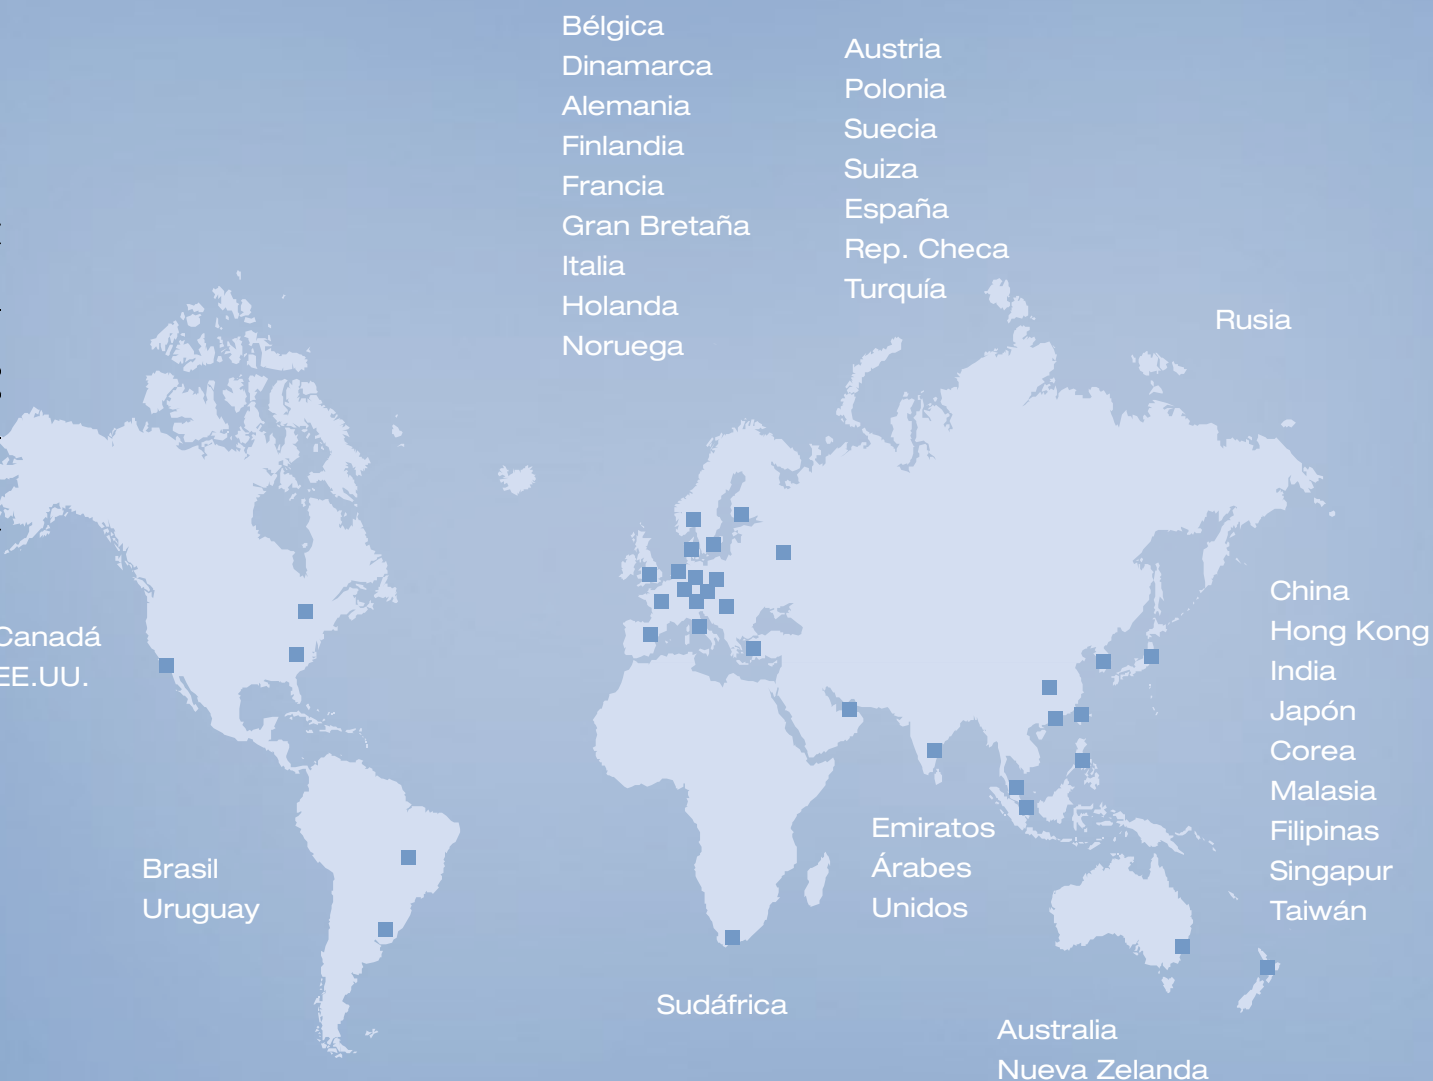 Bélgica
Dinamarca
Alemania
Finlandia
Francia
Gran Bretaña
Italia
Holanda
Noruega
Austria
Polonia
Suecia
Suiza
España
Rep. Checa
Turquía
Rusia
Canadá
EE.UU.
China
Hong Kong
India
Japón
Corea
Malasia
Filipinas
Singapur
Taiwán
Brasil
Uruguay
Emiratos
Árabes
Unidos
Sudáfrica
Australia
Nueva Zelanda